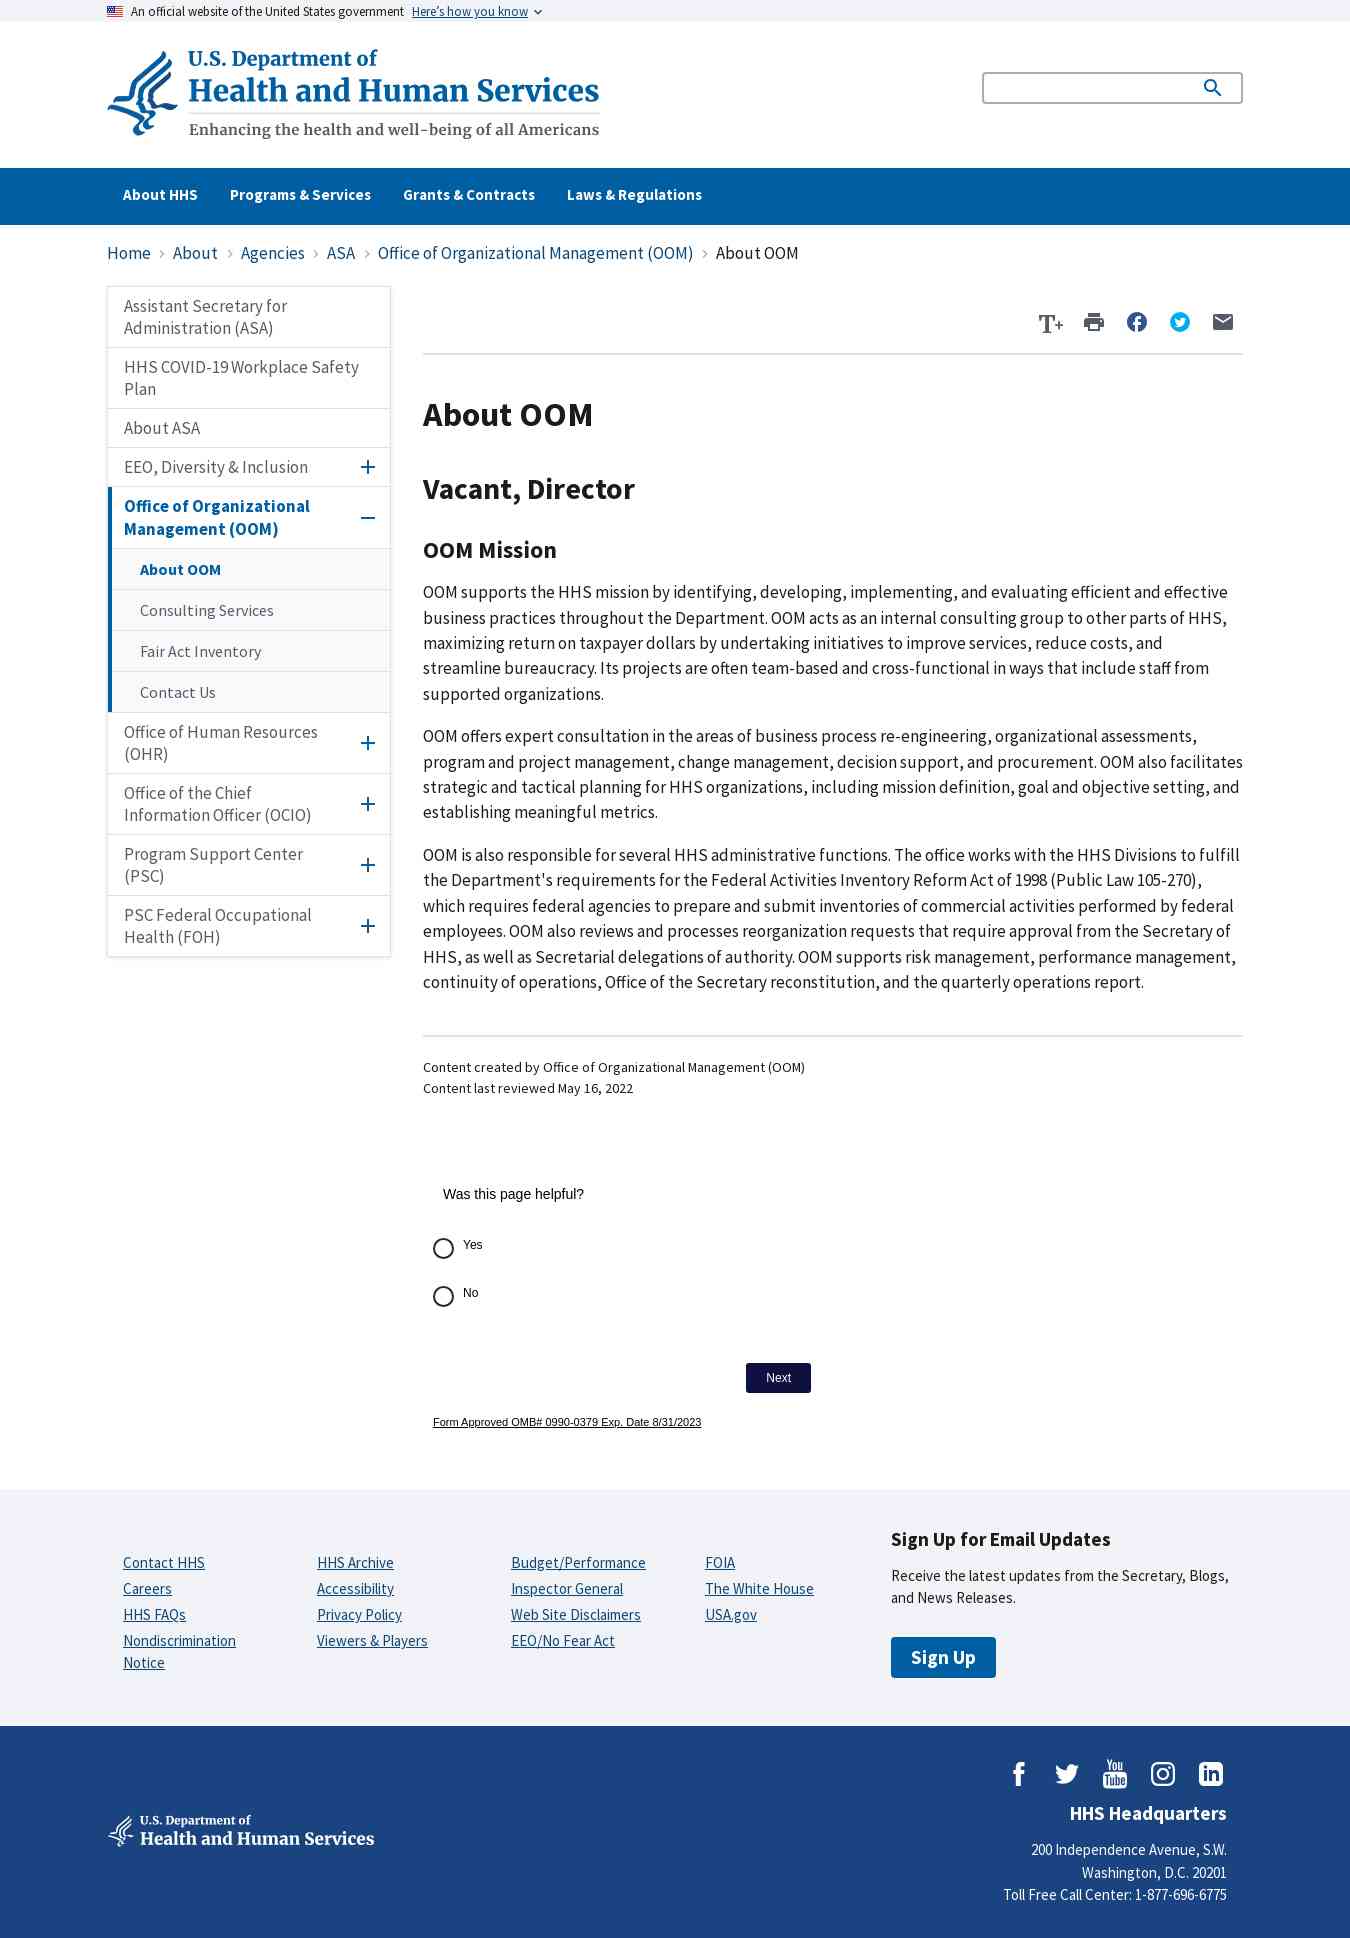 An official website of the United States government Here's how you know
U.S. Department of
Health and Human Services
Enhancing the health and well-being of all Americans
About HHS Programs & Services Grants & Contracts Laws & Regulations
Home About Agencies ASA Office of Organizational Management (OOM) About OOM
Assistant Secretary for
Administration (ASA)
HHS COVID-19 Workplace Safety
Plan
About ASA
EEO, Diversity & Inclusion
Office of Organizational
Management (OOM)
About OOM
Consulting Services
Fair Act Inventory
Contact Us
Office of Human Resources
(OHR)
Office of the Chief
Information Officer (OCIO)
Program Support Center
(PSC)
PSC Federal Occupational
Health (FOH)
T+
About OOM
Vacant, Director
OOM Mission
OOM supports the HHS mission by identifying, developing, implementing, and evaluating efficient and effective
business practices throughout the Department. OOM acts as an internal consulting group to other parts of HHS,
maximizing return on taxpayer dollars by undertaking initiatives to improve services, reduce costs, and
streamline bureaucracy. Its projects are often team-based and cross-functional in ways that include staff from
supported organizations.
OOM offers expert consultation in the areas of business process re-engineering, organizational assessments,
program and project management, change management, decision support, and procurement. OOM also facilitates
strategic and tactical planning for HHS organizations, including mission definition, goal and objective setting, and
establishing meaningful metrics.
OOM is also responsible for several HHS administrative functions. The office works with the HHS Divisions to fulfill
the Department's requirements for the Federal Activities Inventory Reform Act of 1998 (Public Law 105-270),
which requires federal agencies to prepare and submit inventories of commercial activities performed by federal
employees. OOM also reviews and processes reorganization requests that require approval from the Secretary of
HHS, as well as Secretarial delegations of authority. OOM supports risk management, performance management,
continuity of operations, Office of the Secretary reconstitution, and the quarterly operations report.
Content created by Office of Organizational Management (OOM)
Content last reviewed May 16, 2022
Was this page helpful?
Yes
No
Next
Form Approved OMB# 0990-0379 Exp. Date 8/31/2023
Contact HHS
Careers
HHS FAQs
Nondiscrimination
Notice
HHS Archive
Accessibility
Privacy Policy
Viewers & Players
Budget/Performance
Inspector General
Web Site Disclaimers
EEO/No Fear Act
FOIA
The White House
USA.gov
Sign Up for Email Updates
Receive the latest updates from the Secretary, Blogs,
and News Releases.
Sign Up
You
Tube
U.S. Department of
Health and Human Services
HHS Headquarters
200 Independence Avenue, S.W.
Washington, D.C. 20201
Toll Free Call Center: 1-877-696-6775